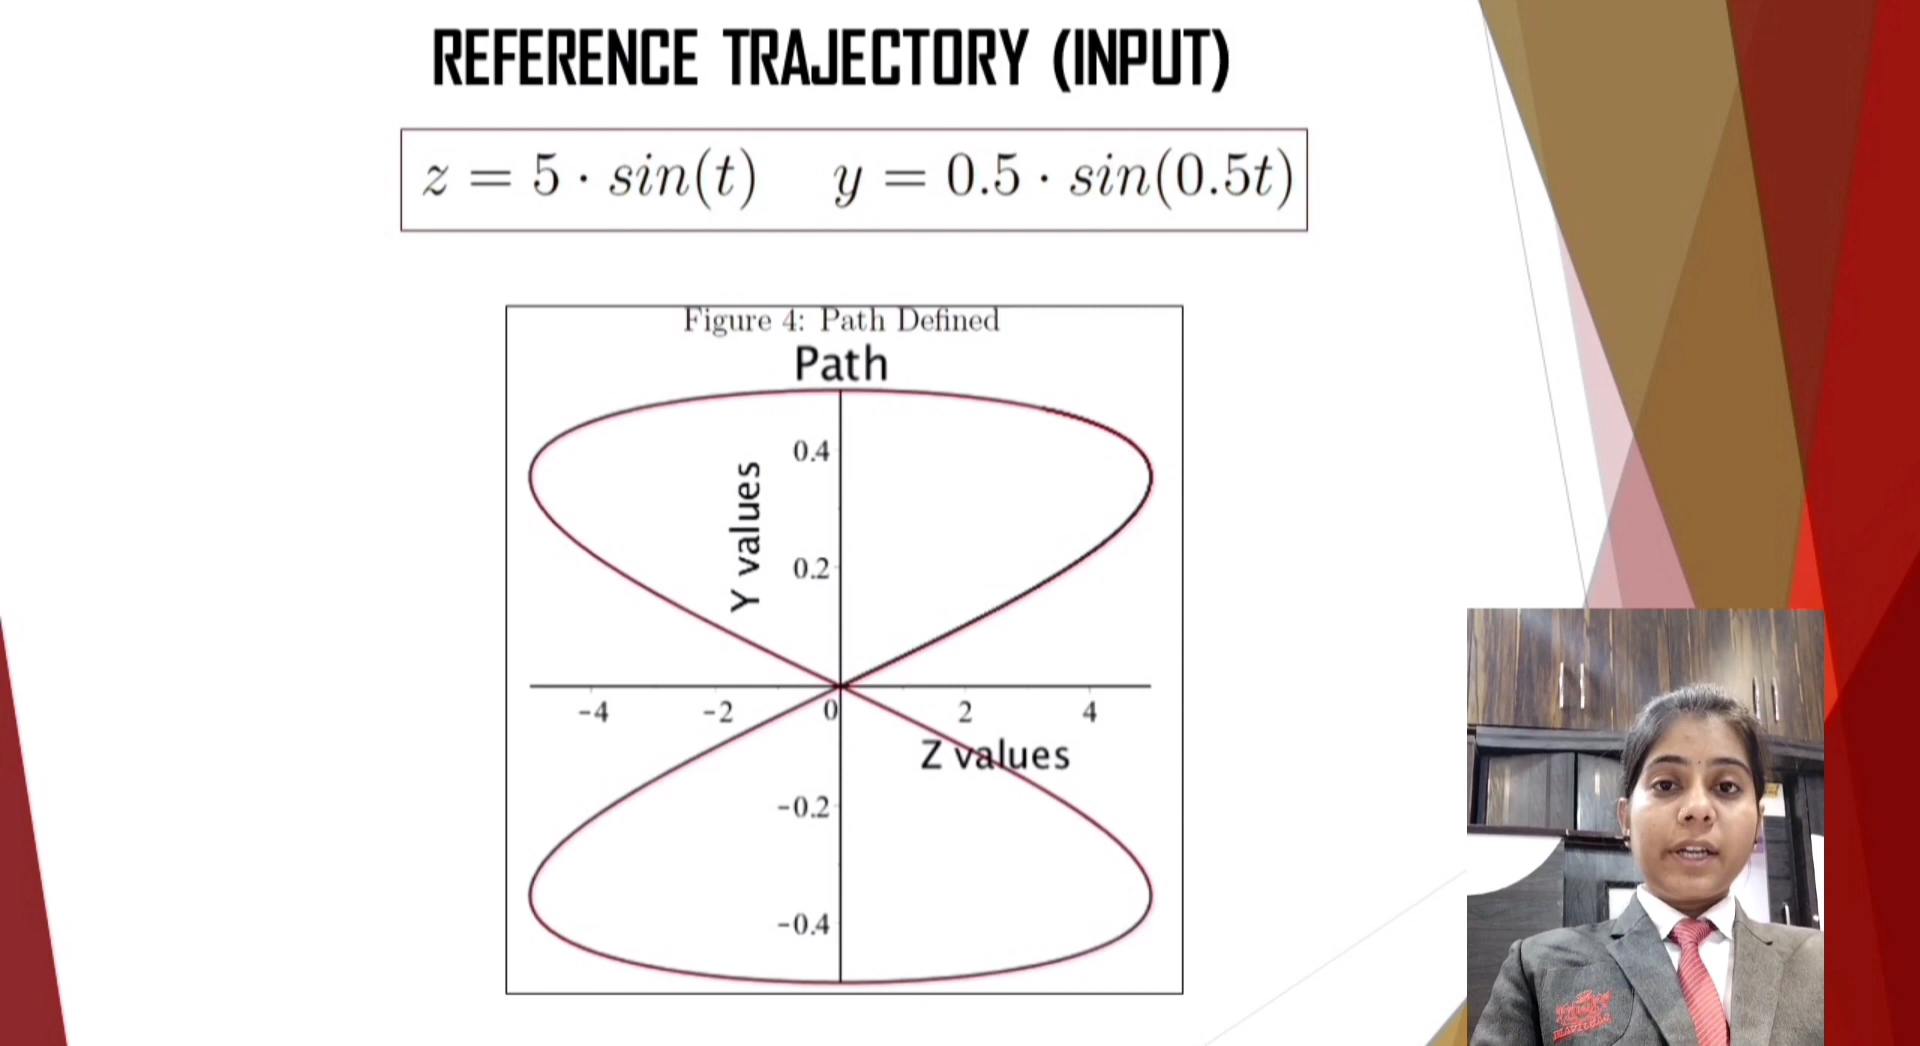 REFERENCE TRAJECTORY (INPUT)
z = 5 · sin(t) y = 0.5 · sin(0.5t)
Figure 4: Path Defined
Path
0.4
Y values
0.2
-4 -2 0 2 4
Z values
-0.2
-0.4